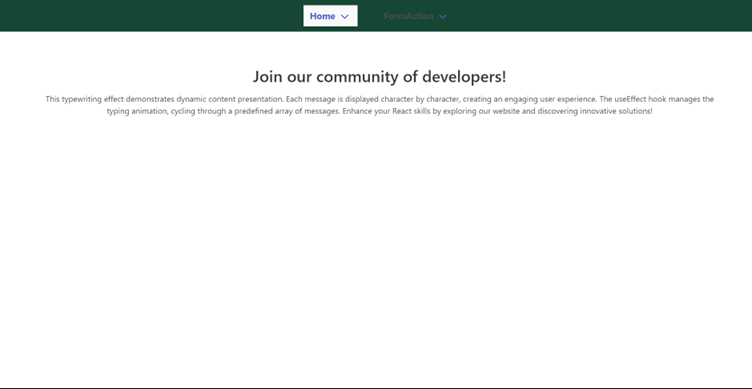 Home FormAction
Join our community of developers!
This typewriting effect demonstrates dynamic content presentation. Each message is displayed character by character, creating an engaging user experience. The useEffect hook manages the
typing animation, cycling through a predefined array of messages. Enhance your React skills by exploring our website and discovering innovative solutions!